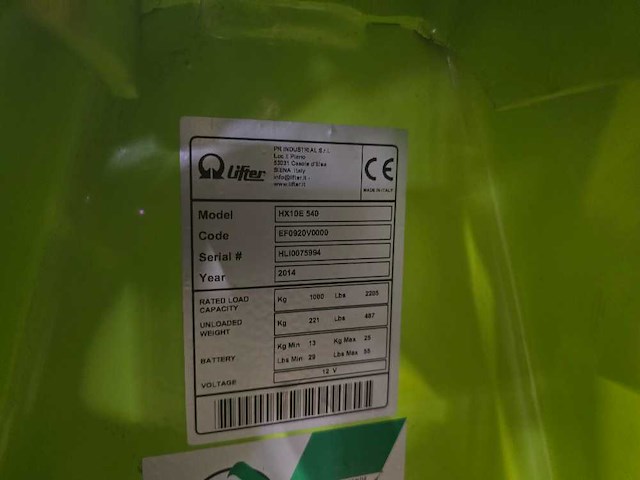 Lifter
PR INDUSTRIAL S.r.L
Loc. Il Piano
53031 Casole d'Elsa
SIENA Italy
info@lifter.it
www.lifter.it
CE
MADE IN ITALY
Model HX10E 540
Code EF0920V0000
Serial # HLI0075994
Year 2014
RATED LOAD CAPACITY Kg 1000 Lbs 2205
UNLOADED WEIGHT Kg 221 Lbs 487
BATTERY Kg Min 13 Kg Max 25
Lbs Min 29 Lbs Max 55
VOLTAGE 12 V